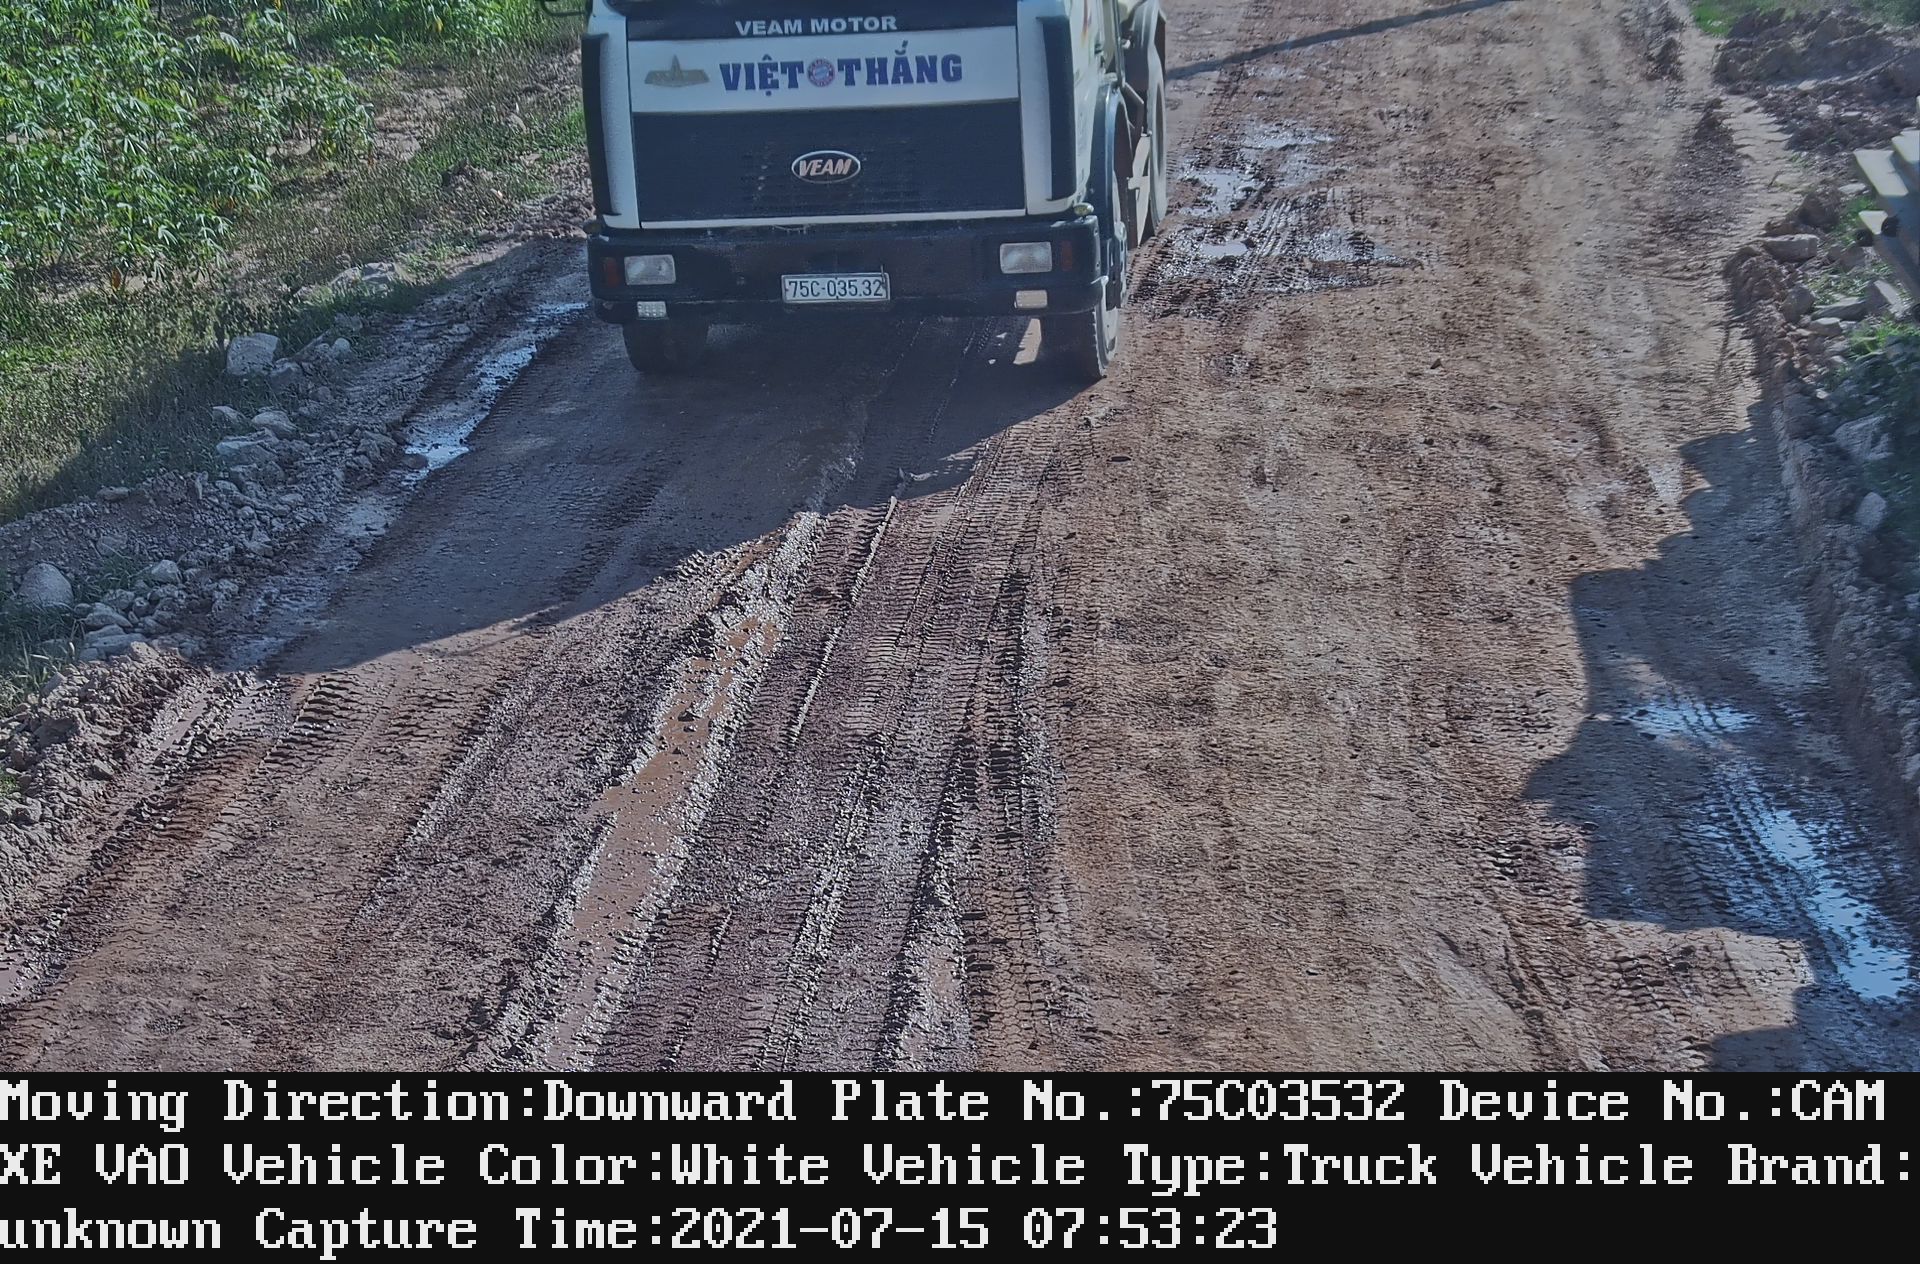 VEAM MOTOR
VIỆT THẮNG
VEAM
75C-035.32
Moving Direction:Downward Plate No.:75C03532 Device No.:CAM
XE VAO Vehicle Color:White Vehicle Type:Truck Vehicle Brand:
unknown Capture Time:2021-07-15 07:53:23